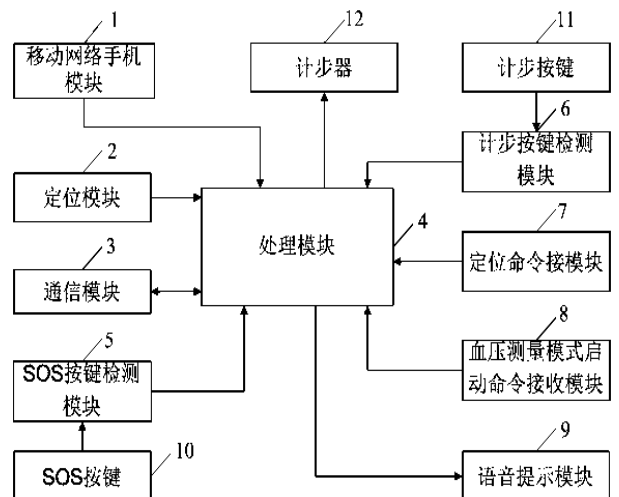 1
移动网络手机
模块
12
计步器
11
计步按键
6
计步按键检测
模块
2
定位模块
处理模块
4
7
定位命令接模块
3
通信模块
8
血压测量模式启
动命令接收模块
5
SOS按键检测
模块
10
SOS按键
9
语音提示模块